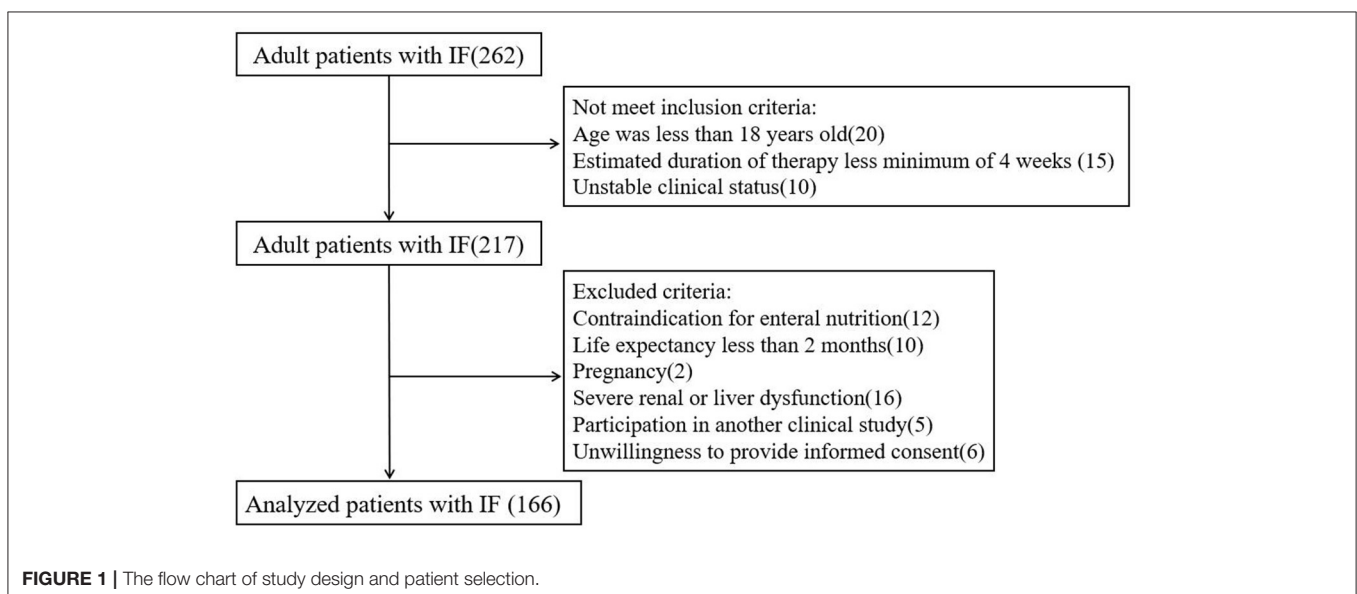 Adult patients with IF(262)
Not meet inclusion criteria:
Age was less than 18 years old(20)
Estimated duration of therapy less minimum of 4 weeks (15)
Unstable clinical status(10)
Adult patients with IF(217)
Excluded criteria:
Contraindication for enteral nutrition(12)
Life expectancy less than 2 months(10)
Pregnancy(2)
Severe renal or liver dysfunction(16)
Participation in another clinical study(5)
Unwillingness to provide informed consent(6)
Analyzed patients with IF (166)
FIGURE 1 | The flow chart of study design and patient selection.